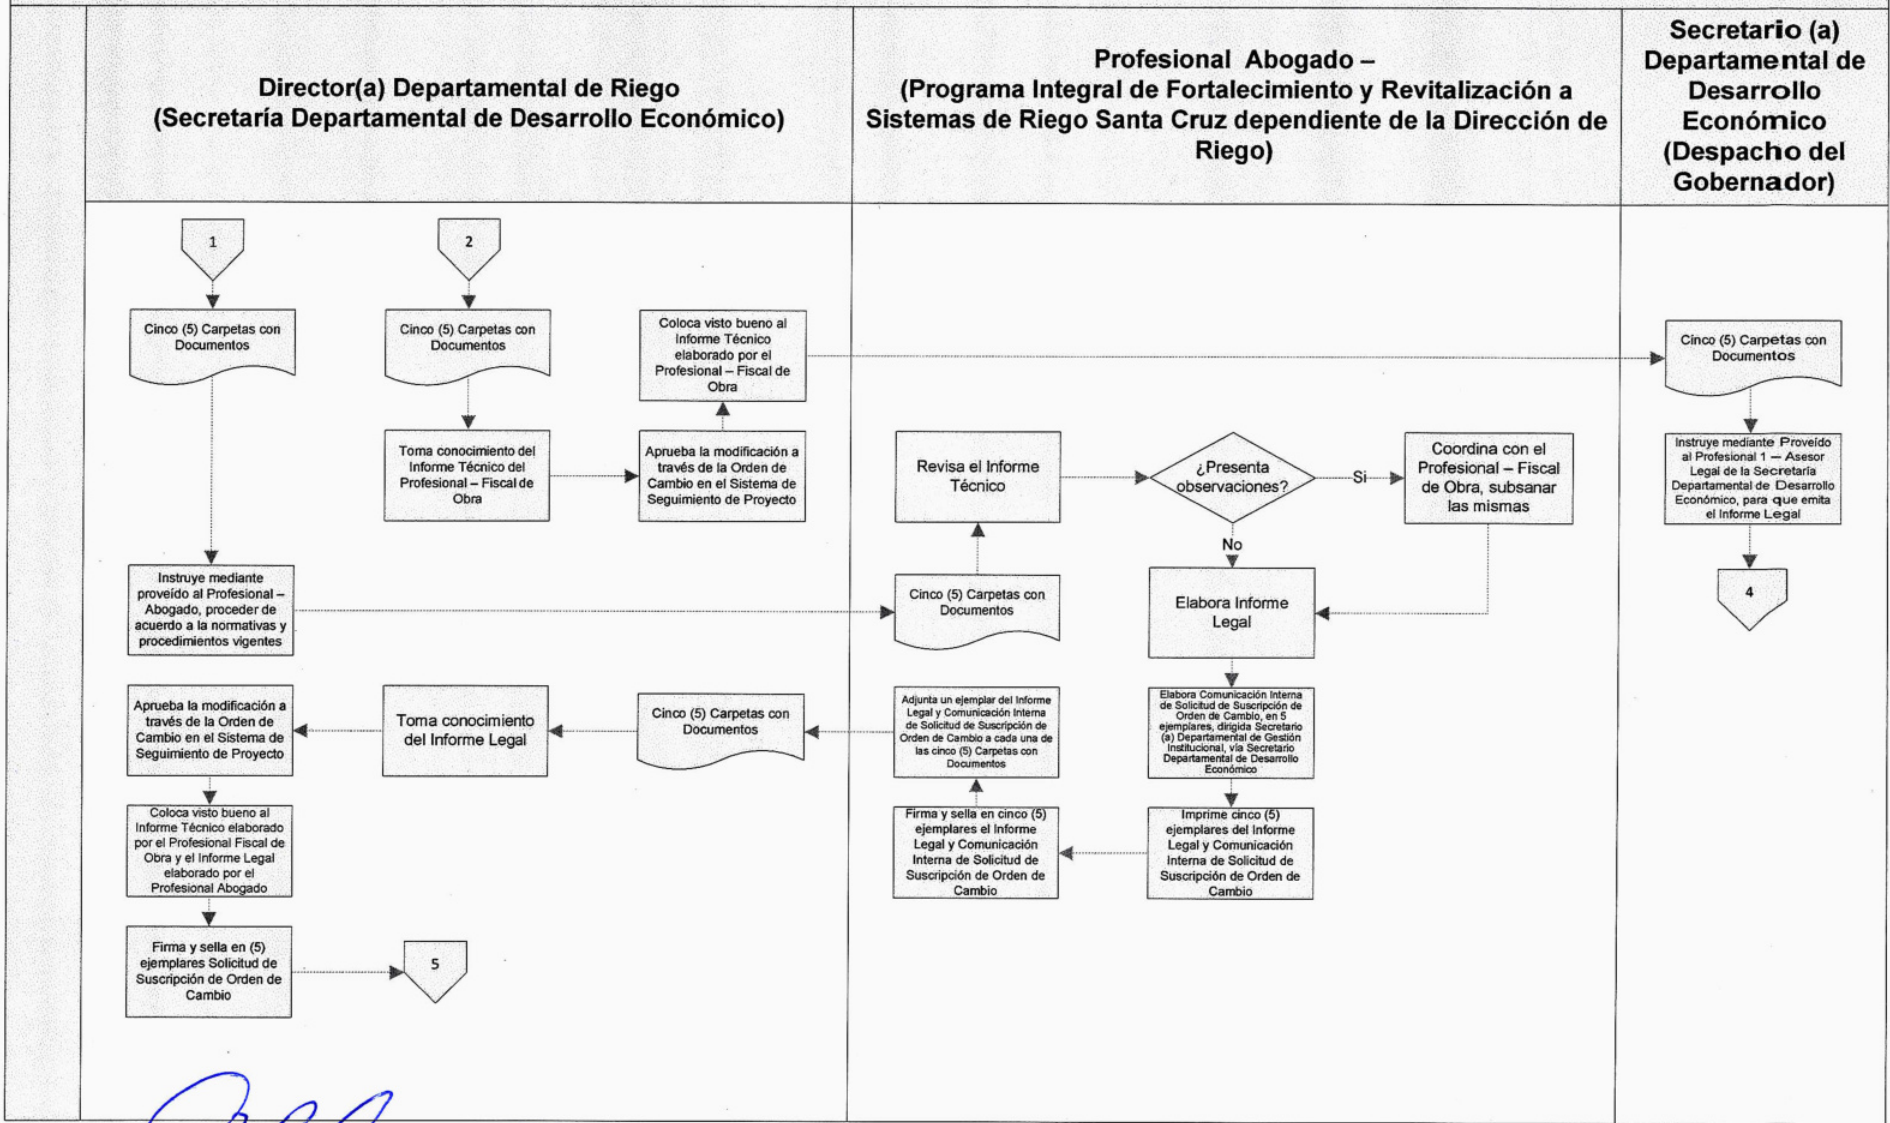 Director(a) Departamental de Riego
(Secretaría Departamental de Desarrollo Económico)
Profesional Abogado –
(Programa Integral de Fortalecimiento y Revitalización a
Sistemas de Riego Santa Cruz dependiente de la Dirección de
Riego)
Secretario (a)
Departamental de
Desarrollo
Económico
(Despacho del
Gobernador)
1
Cinco (5) Carpetas con
Documentos
2
Cinco (5) Carpetas con
Documentos
Toma conocimiento del
Informe Técnico del
Profesional – Fiscal de
Obra
Aprueba la modificación a
través de la Orden de
Cambio en el Sistema de
Seguimiento de Proyecto
Coloca visto bueno al
Informe Técnico
elaborado por el
Profesional – Fiscal de
Obra
Cinco (5) Carpetas con
Documentos
Instruye mediante Proveído
al Profesional 1 – Asesor
Legal de la Secretaría
Departamental de Desarrollo
Económico, para que emita
el Informe Legal
4
Instruye mediante
proveído al Profesional –
Abogado, proceder de
acuerdo a la normativas y
procedimientos vigentes
Cinco (5) Carpetas con
Documentos
Revisa el Informe
Técnico
¿Presenta
observaciones?
Si
Coordina con el
Profesional – Fiscal
de Obra, subsanar
las mismas
No
Elabora Informe
Legal
Elabora Comunicación Interna
de Solicitud de Suscripción de
Orden de Cambio, en 5
ejemplares, dirigida Secretario
(a) Departamental de Gestión
Institucional, vía Secretario
Departamental de Desarrollo
Económico
Imprime cinco (5)
ejemplares del Informe
Legal y Comunicación
Interna de Solicitud de
Suscripción de Orden de
Cambio
Firma y sella en cinco (5)
ejemplares el Informe
Legal y Comunicación
Interna de Solicitud de
Suscripción de Orden de
Cambio
Adjunta un ejemplar del Informe
Legal y Comunicación Interna
de Solicitud de Suscripción de
Orden de Cambio a cada una de
las cinco (5) Carpetas con
Documentos
Cinco (5) Carpetas con
Documentos
Toma conocimiento
del Informe Legal
Aprueba la modificación a
través de la Orden de
Cambio en el Sistema de
Seguimiento de Proyecto
Coloca visto bueno al
Informe Técnico elaborado
por el Profesional Fiscal de
Obra y el Informe Legal
elaborado por el
Profesional Abogado
Firma y sella en (5)
ejemplares Solicitud de
Suscripción de Orden de
Cambio
5